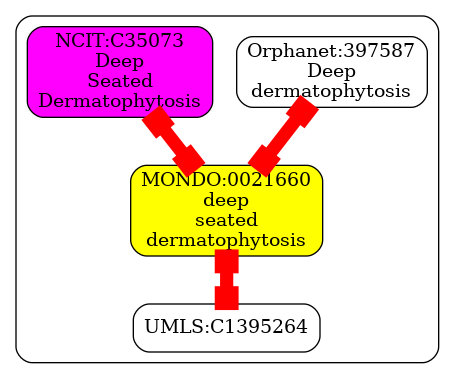 NCIT:C35073
Deep
Seated
Dermatophytosis
Orphanet:397587
Deep
dermatophytosis
MONDO:0021660
deep
seated
dermatophytosis
UMLS:C1395264